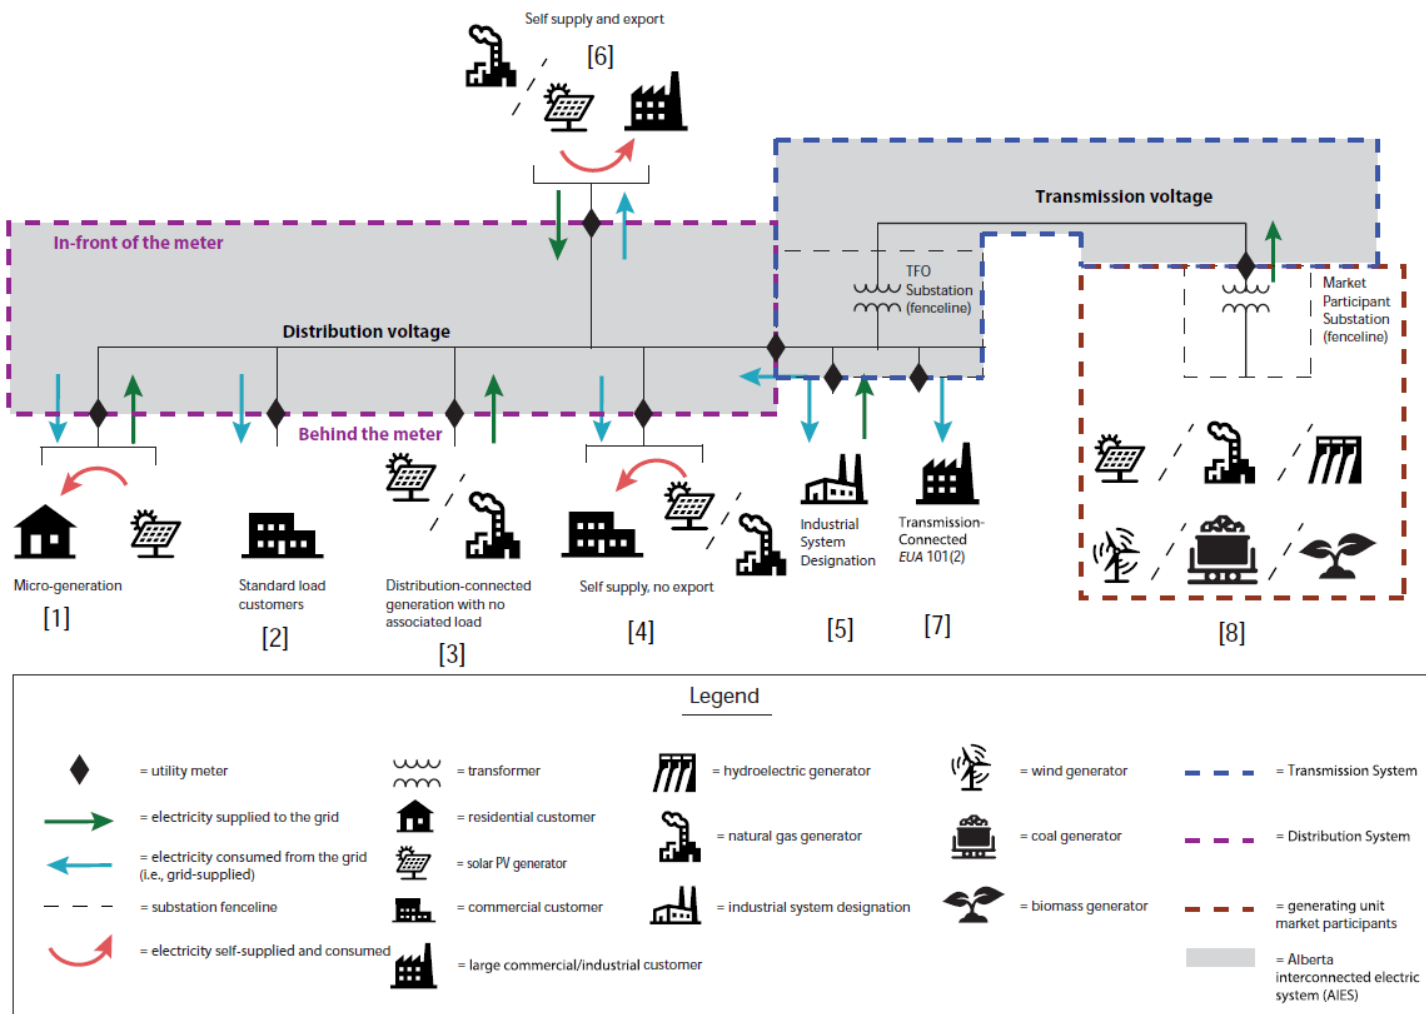 Self supply and export
[6]
Transmission voltage
In-front of the meter
TFO
Substation
(fenceline)
Market
Participant
Substation
(fenceline)
Distribution voltage
Behind the meter
Micro-generation
[1]
Standard load
customers
[2]
Distribution-connected
generation with no
associated load
[3]
Self supply, no export
[4]
Industrial
System
Designation
[5]
Transmission-
Connected
EUA 101(2)
[7]
[8]
Legend
= utility meter
= electricity supplied to the grid
= electricity consumed from the grid
(i.e., grid-supplied)
= substation fenceline
= electricity self-supplied and consumed
= transformer
= residential customer
= solar PV generator
= commercial customer
= large commercial/industrial customer
= hydroelectric generator
= natural gas generator
= industrial system designation
= wind generator
= coal generator
= biomass generator
= Transmission System
= Distribution System
= generating unit
market participants
= Alberta
interconnected electric
system (AIES)